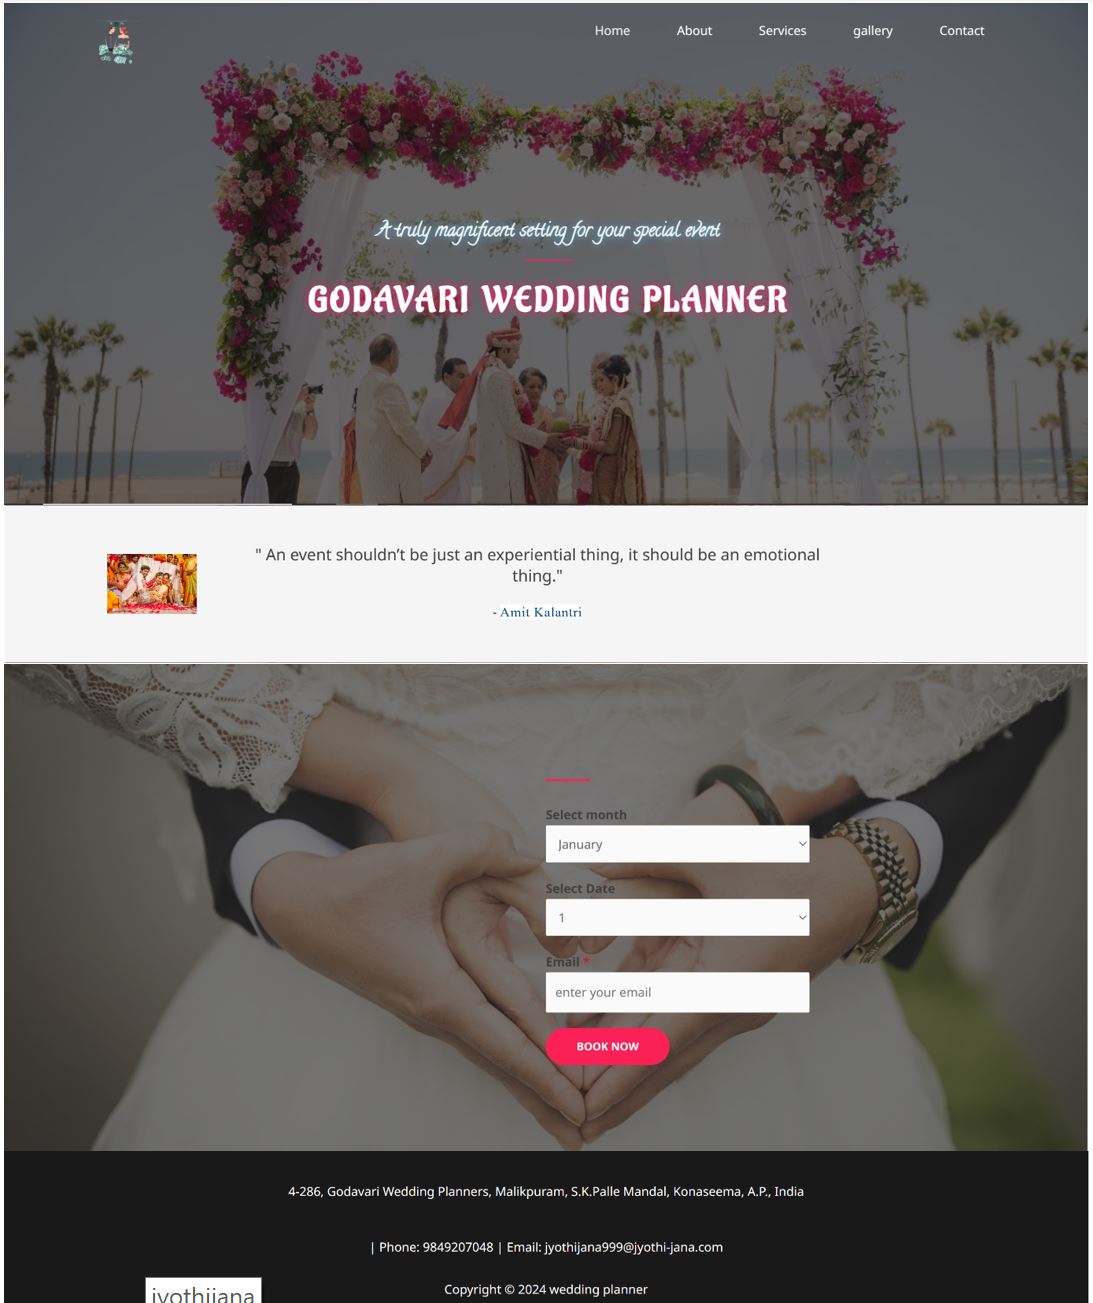 Home About Services gallery Contact
A truly magnificent setting for your special event
GODAVARI WEDDING PLANNER
" An event shouldn’t be just an experiential thing, it should be an emotional
thing."
- Amit Kalantri
Select month
January
Select Date
1
Email *
enter your email
BOOK NOW
4-286, Godavari Wedding Planners, Malikpuram, S.K.Palle Mandal, Konaseema, A.P., India
| Phone: 9849207048 | Email: jyothijana999@jyothi-jana.com
Copyright © 2024 wedding planner
jyothijana